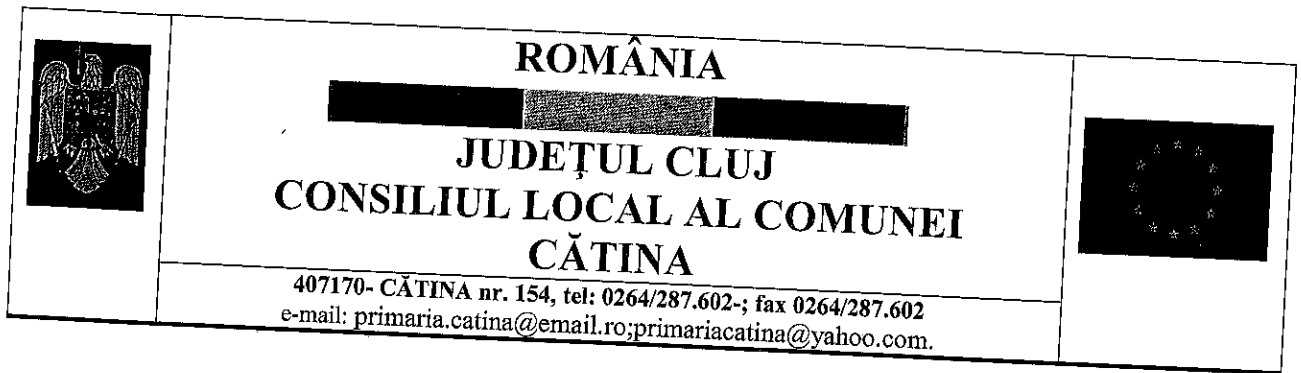 ROMÂNIA
JUDEŢUL CLUJ
CONSILIUL LOCAL AL COMUNEI
CĂTINA
407170- CĂTINA nr. 154, tel: 0264/287.602-; fax 0264/287.602
e-mail: primaria.catina@email.ro;primariacatina@yahoo.com.